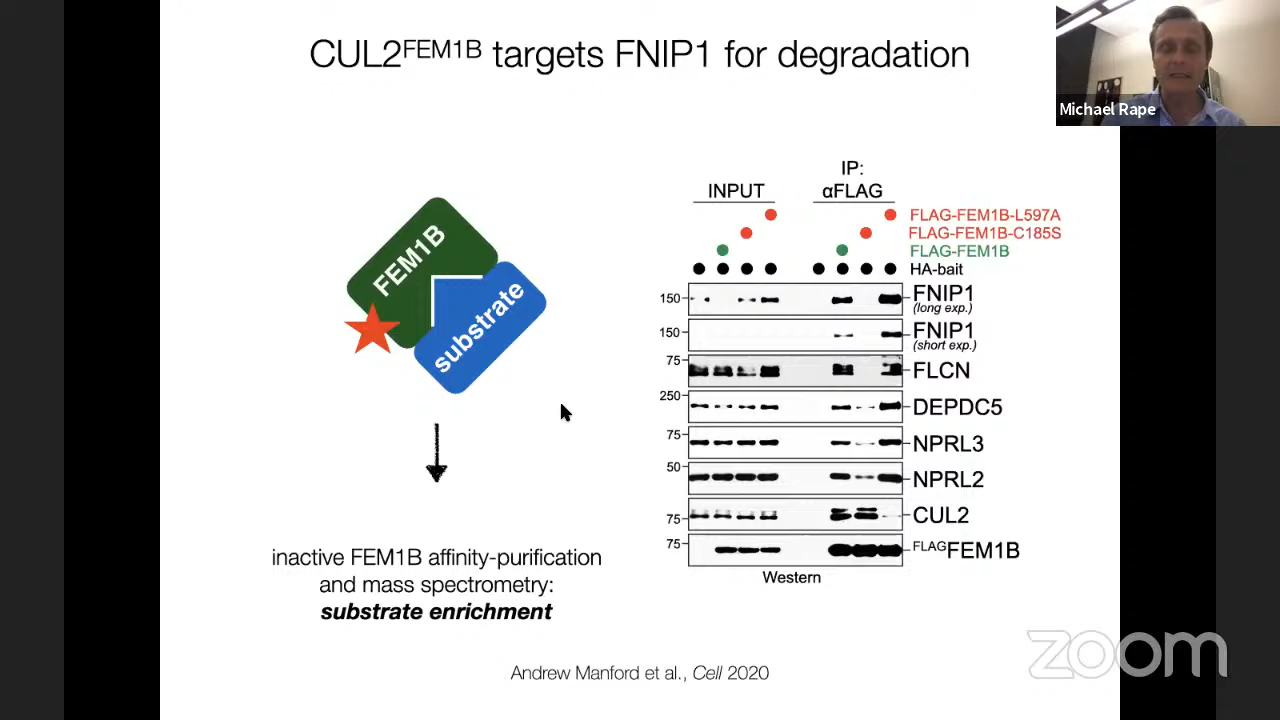 CUL2FEM1B targets FNIP1 for degradation
Michael Rape
FEM1B
substrate
inactive FEM1B affinity-purification
and mass spectrometry:
substrate enrichment
IP:
INPUT αFLAG
FLAG-FEM1B-L597A
FLAG-FEM1B-C185S
FLAG-FEM1B
HA-bait
150 FNIP1
(long exp.)
150 FNIP1
(short exp.)
75 FLCN
250 DEPDC5
75 NPRL3
50 NPRL2
75 CUL2
75 FLAGFEM1B
Western
Andrew Manford et al., Cell 2020
zoom